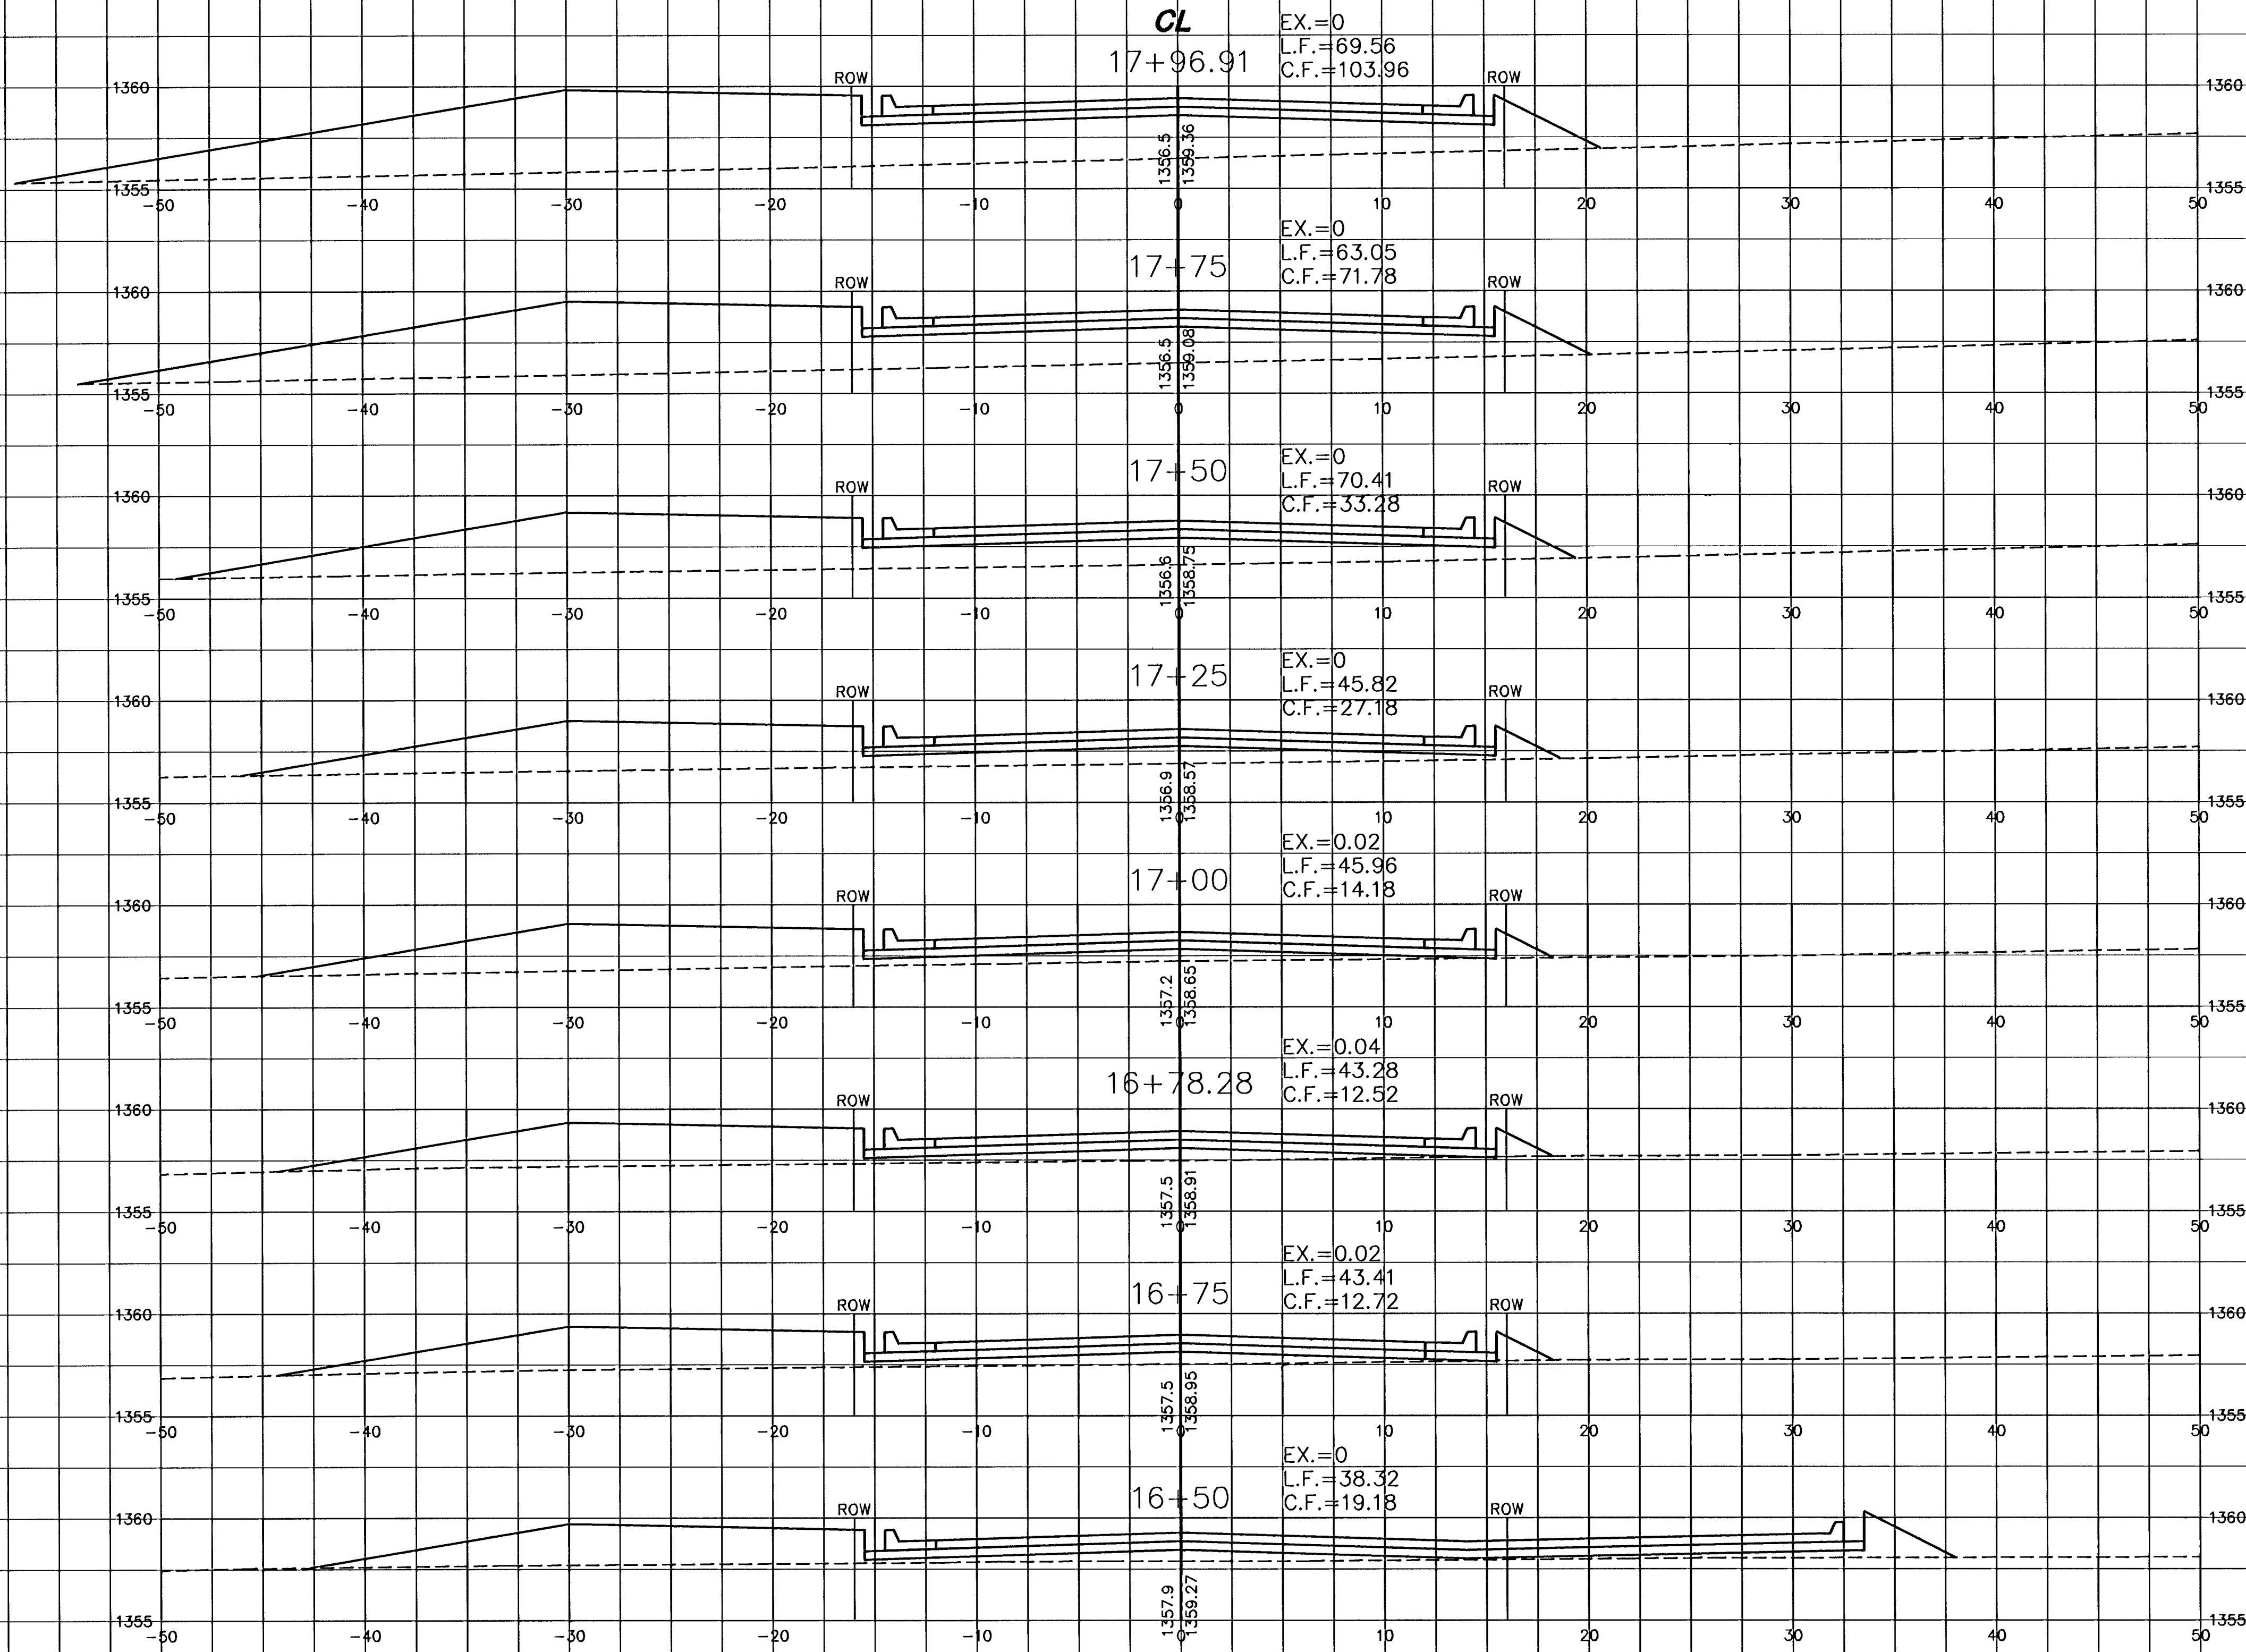 CL
17+96.91
EX.=0
L.F.=69.56
C.F.=103.96
ROW ROW
1360 1360
1356.5
1359.36
1355 1355
-50 -40 -30 -20 -10 0 10 20 30 40 50
17+75
EX.=0
L.F.=63.05
C.F.=71.78
ROW ROW
1360 1360
1356.5
1359.08
1355 1355
-50 -40 -30 -20 -10 0 10 20 30 40 50
17+50
EX.=0
L.F.=70.41
C.F.=33.28
ROW ROW
1360 1360
1356.6
1358.75
1355 1355
-50 -40 -30 -20 -10 0 10 20 30 40 50
17+25
EX.=0
L.F.=45.82
C.F.=27.18
ROW ROW
1360 1360
1356.9
1358.57
1355 1355
-50 -40 -30 -20 -10 0 10 20 30 40 50
17+00
EX.=0.02
L.F.=45.96
C.F.=14.18
ROW ROW
1360 1360
1357.2
1358.65
1355 1355
-50 -40 -30 -20 -10 0 10 20 30 40 50
16+78.28
EX.=0.04
L.F.=43.28
C.F.=12.52
ROW ROW
1360 1360
1357.5
1358.91
1355 1355
-50 -40 -30 -20 -10 0 10 20 30 40 50
16+75
EX.=0.02
L.F.=43.41
C.F.=12.72
ROW ROW
1360 1360
1357.5
1358.95
1355 1355
-50 -40 -30 -20 -10 0 10 20 30 40 50
16+50
EX.=0
L.F.=38.32
C.F.=19.18
ROW ROW
1360 1360
1357.9
1359.27
1355 1355
-50 -40 -30 -20 -10 0 10 20 30 40 50